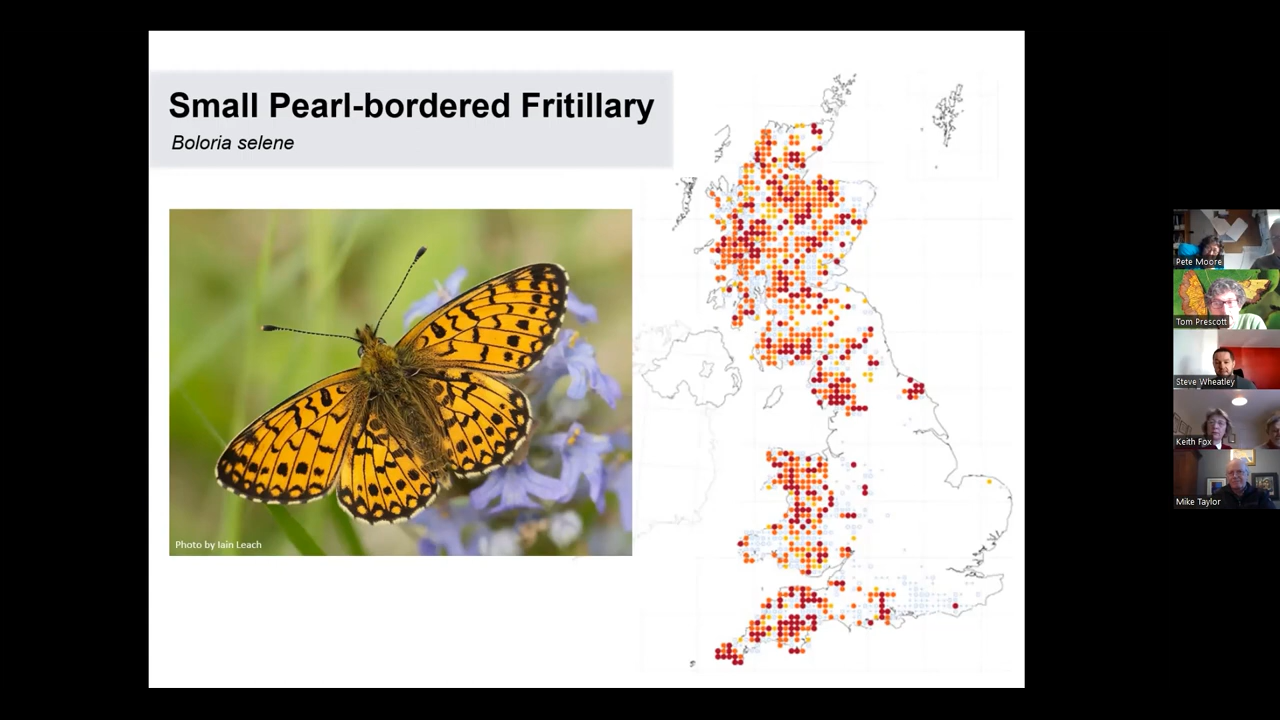 Small Pearl-bordered Fritillary
Boloria selene
Photo by Iain Leach
Pete Moore
Tom Prescott
Steve Wheatley
Keith Fox
Mike Taylor